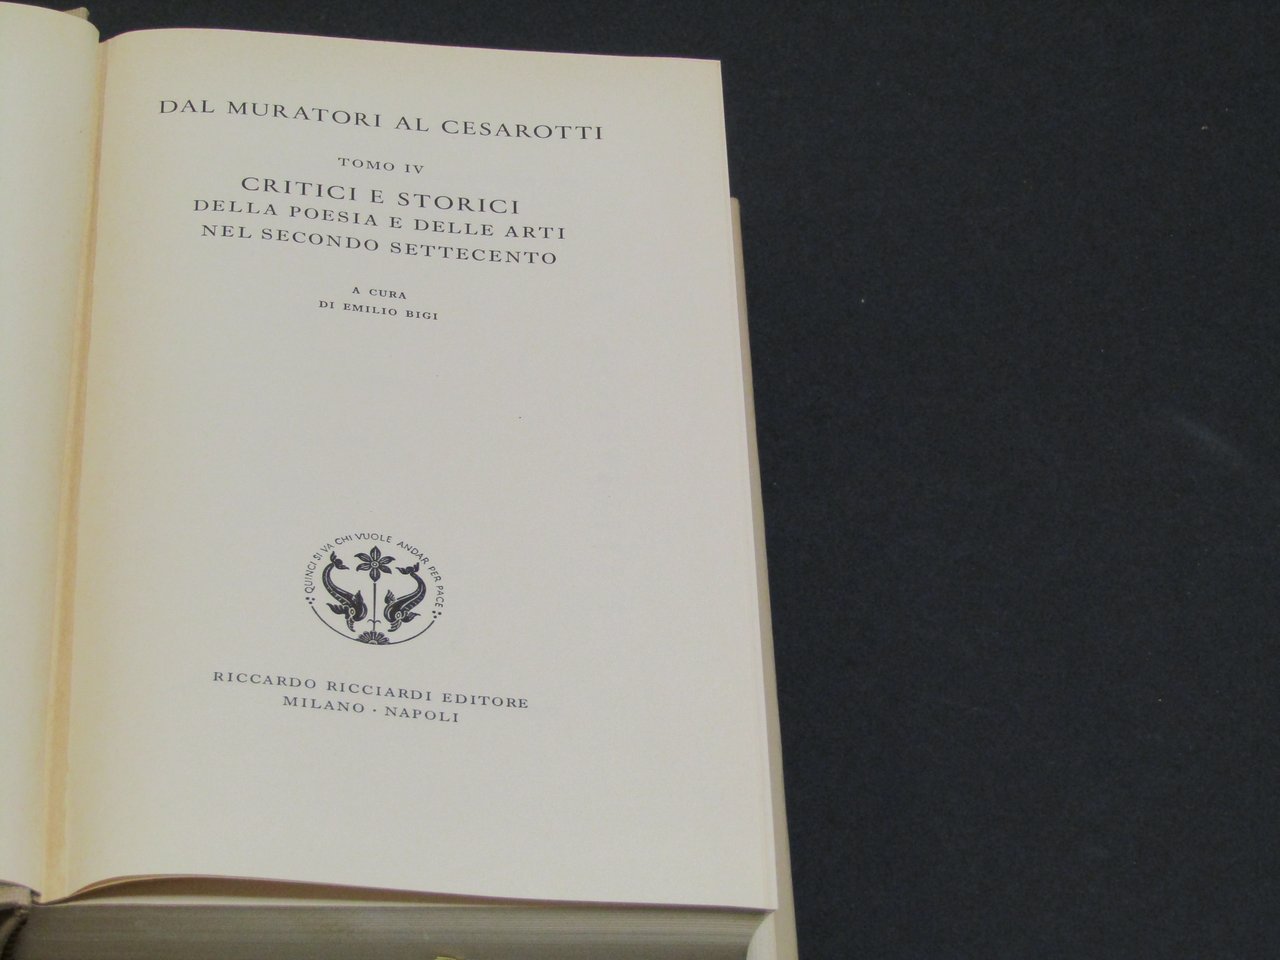 DAL MURATORI AL CESAROTTI
TOMO IV
CRITICI E STORICI
DELLA POESIA E DELLE ARTI
NEL SECONDO SETTECENTO
A CURA
DI EMILIO BIGI
QUINCI SI VA CHI VUOLE ANDAR PER PACE
RICCARDO RICCIARDI EDITORE
MILANO · NAPOLI